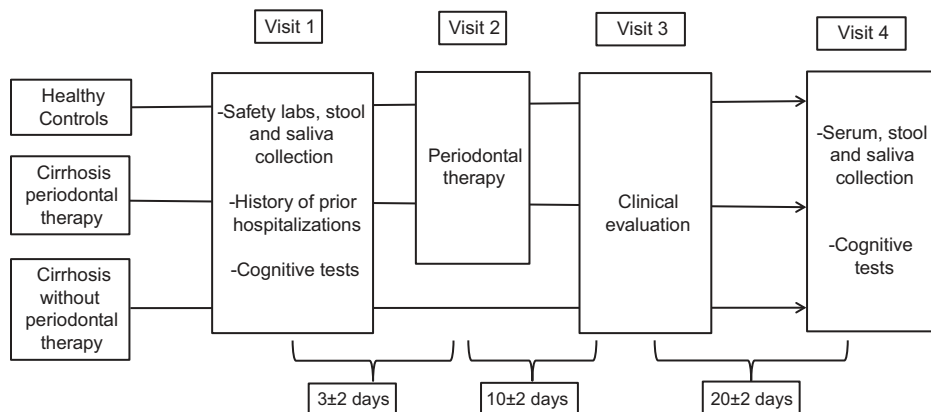 Visit 1
Visit 2
Visit 3
Visit 4
Healthy
Controls
Cirrhosis
periodontal
therapy
Cirrhosis
without
periodontal
therapy
-Safety labs, stool
and saliva
collection
-History of prior
hospitalizations
-Cognitive tests
Periodontal
therapy
Clinical
evaluation
-Serum, stool
and saliva
collection
-Cognitive
tests
3±2 days
10±2 days
20±2 days